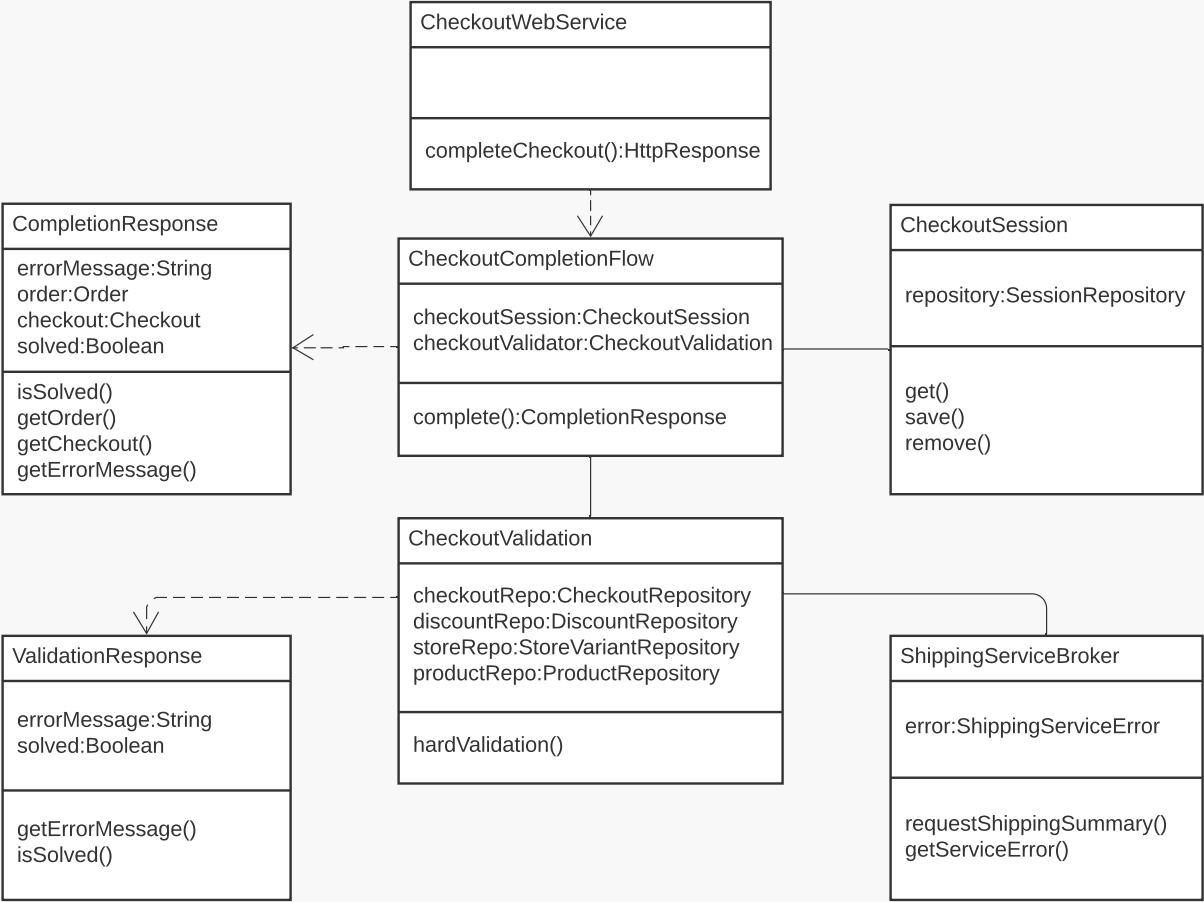 CheckoutWebService
completeCheckout():HttpResponse
CompletionResponse
errorMessage:String
order:Order
checkout:Checkout
solved:Boolean
isSolved()
getOrder()
getCheckout()
getErrorMessage()
CheckoutCompletionFlow
checkoutSession:CheckoutSession
checkoutValidator:CheckoutValidation
complete():CompletionResponse
CheckoutSession
repository:SessionRepository
get()
save()
remove()
CheckoutValidation
checkoutRepo:CheckoutRepository
discountRepo:DiscountRepository
storeRepo:StoreVariantRepository
productRepo:ProductRepository
hardValidation()
ValidationResponse
errorMessage:String
solved:Boolean
getErrorMessage()
isSolved()
ShippingServiceBroker
error:ShippingServiceError
requestShippingSummary()
getServiceError()